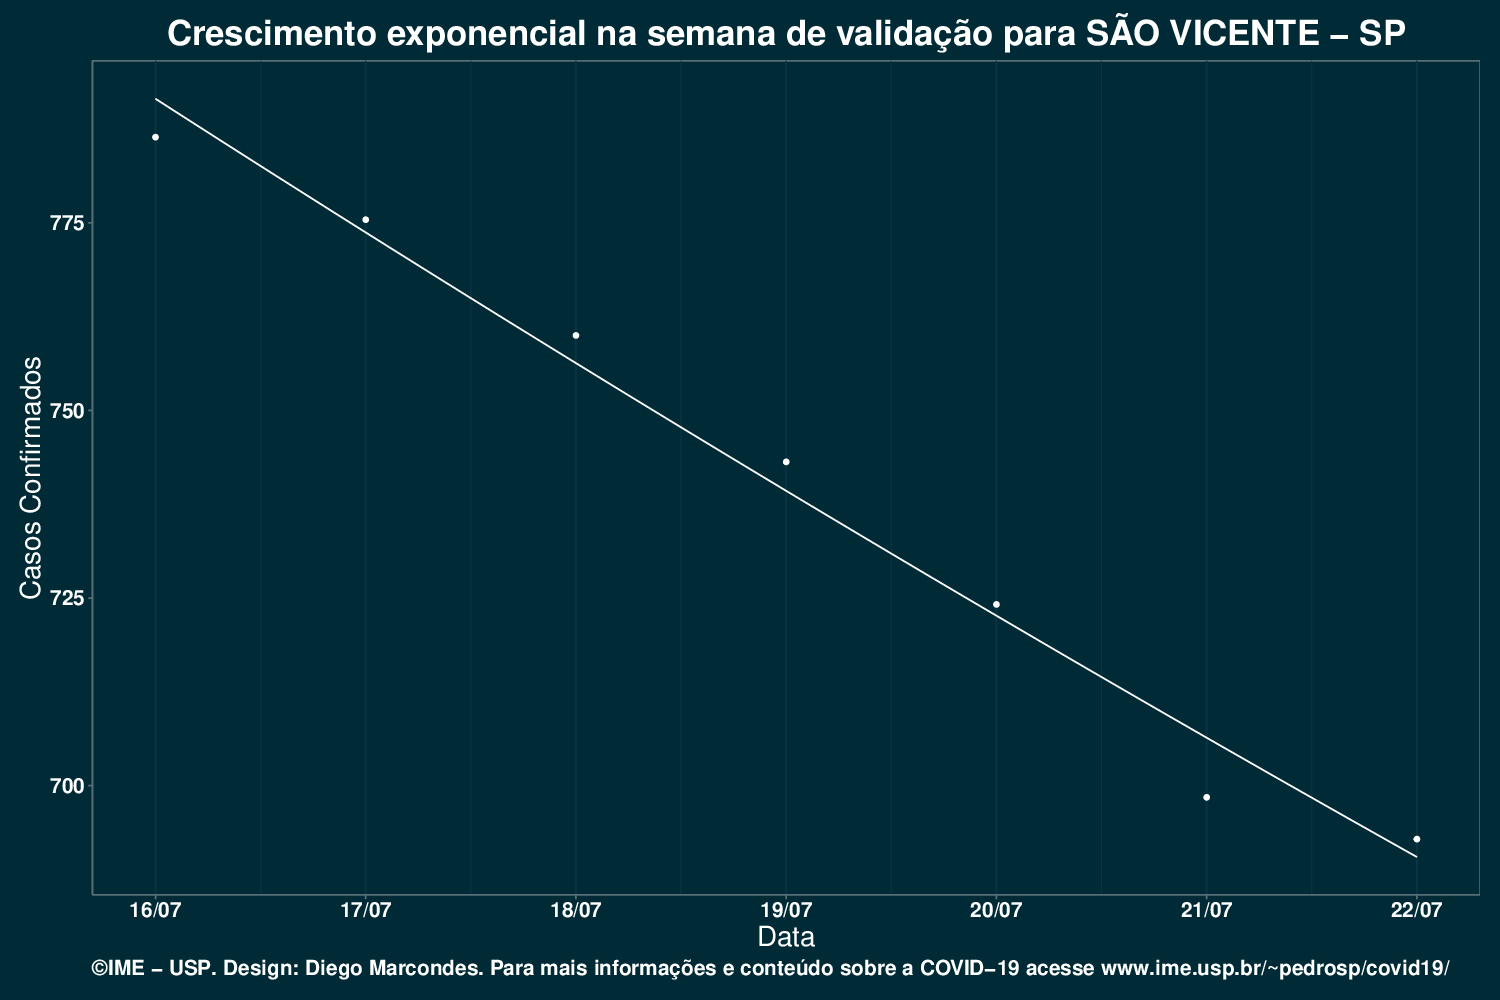 Crescimento exponencial na semana de validação para SÃO VICENTE – SP
Casos Confirmados
775
750
725
700
16/07 17/07 18/07 19/07 20/07 21/07 22/07
Data
©IME – USP. Design: Diego Marcondes. Para mais informações e conteúdo sobre a COVID–19 acesse www.ime.usp.br/~pedrosp/covid19/